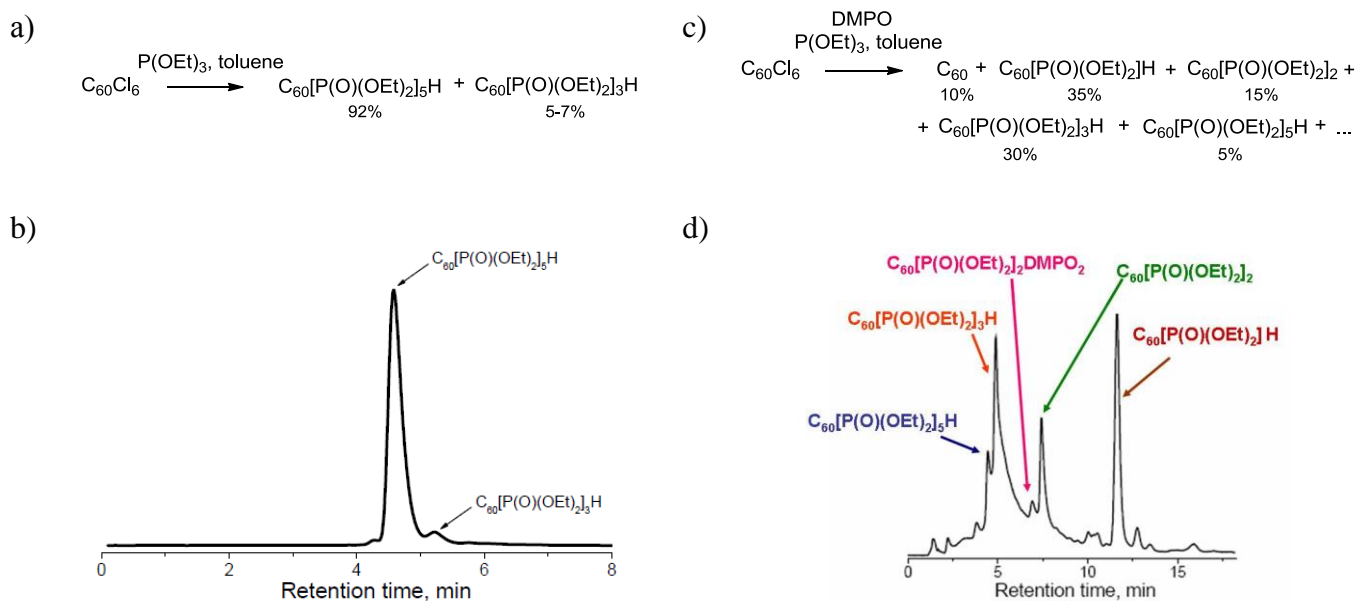 a)
P(OEt)₃, toluene
C₆₀Cl₆
C₆₀[P(O)(OEt)₂]₅H + C₆₀[P(O)(OEt)₂]₃H
92% 5-7%
b)
C₆₀[P(O)(OEt)₂]₅H
C₆₀[P(O)(OEt)₂]₃H
0 2 4 6 8
Retention time, min
c)
DMPO
P(OEt)₃, toluene
C₆₀Cl₆
C₆₀ + C₆₀[P(O)(OEt)₂]H + C₆₀[P(O)(OEt)₂]₂ +
10% 35% 15%
+ C₆₀[P(O)(OEt)₂]₃H + C₆₀[P(O)(OEt)₂]₅H + ...
30% 5%
d)
C₆₀[P(O)(OEt)₂]₂DMPO₂
C₆₀[P(O)(OEt)₂]₂
C₆₀[P(O)(OEt)₂]₃H
C₆₀[P(O)(OEt)₂] H
C₆₀[P(O)(OEt)₂]₅H
0 5 10 15
Retention time, min